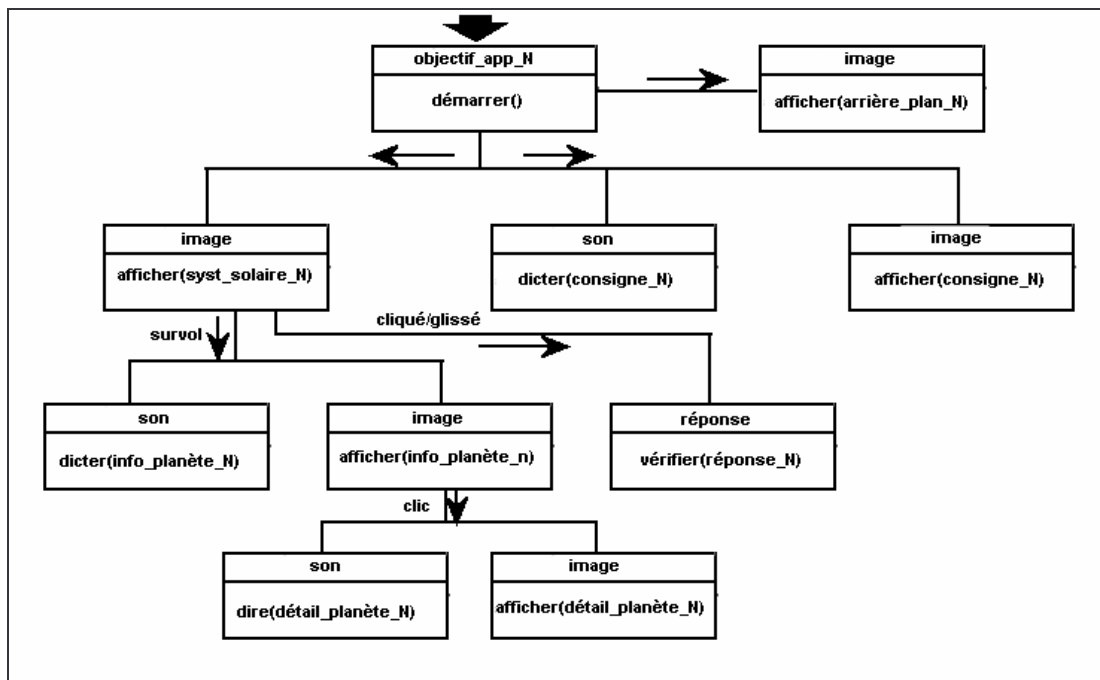 objectif_app_N
démarrer()
image
afficher(arrière_plan_N)
image
afficher(syst_solaire_N)
son
dicter(consigne_N)
image
afficher(consigne_N)
survol
cliqué/glissé
son
dicter(info_planète_N)
image
afficher(info_planète_n)
réponse
vérifier(réponse_N)
clic
son
dire(détail_planète_N)
image
afficher(détail_planète_N)